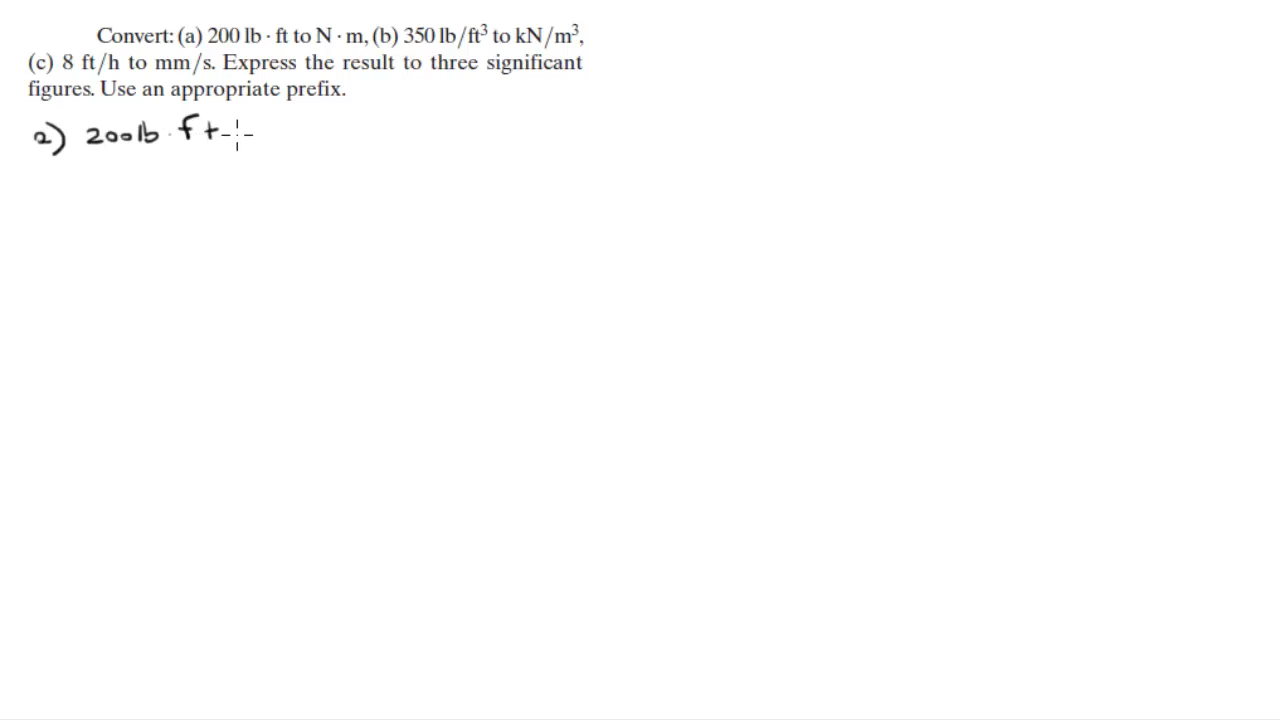 Convert: (a) 200 lb · ft to N · m, (b) 350 lb/ft³ to kN/m³,
(c) 8 ft/h to mm/s. Express the result to three significant
figures. Use an appropriate prefix.
a) 200 lb · ft